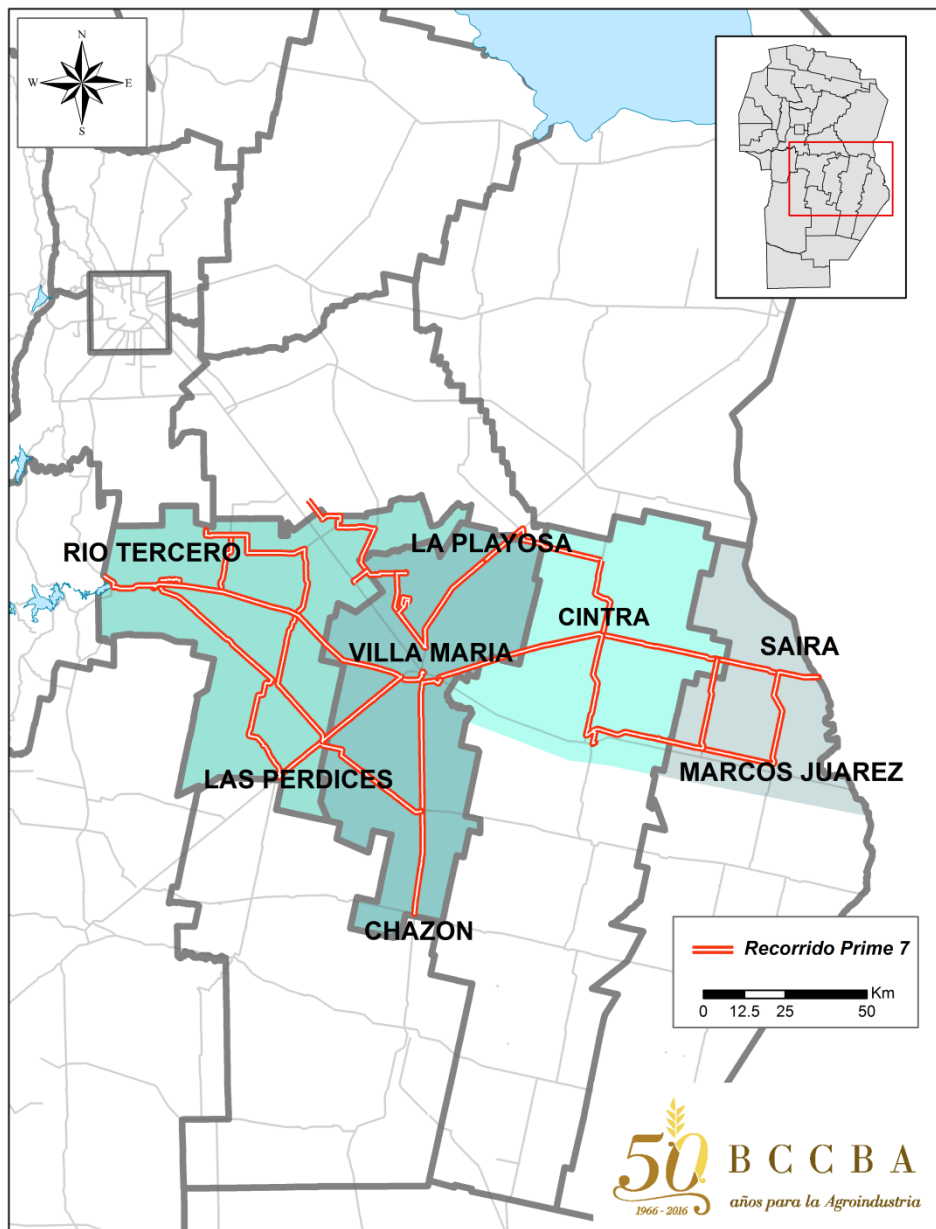 N
W E
S
RIO TERCERO
LA PLAYOSA
CINTRA
VILLA MARIA
SAIRA
LAS PERDICES
MARCOS JUAREZ
CHAZON
Recorrido Prime 7
Km
0 12.5 25 50
50
BCCBA
años para la Agroindustria
1966 - 2016